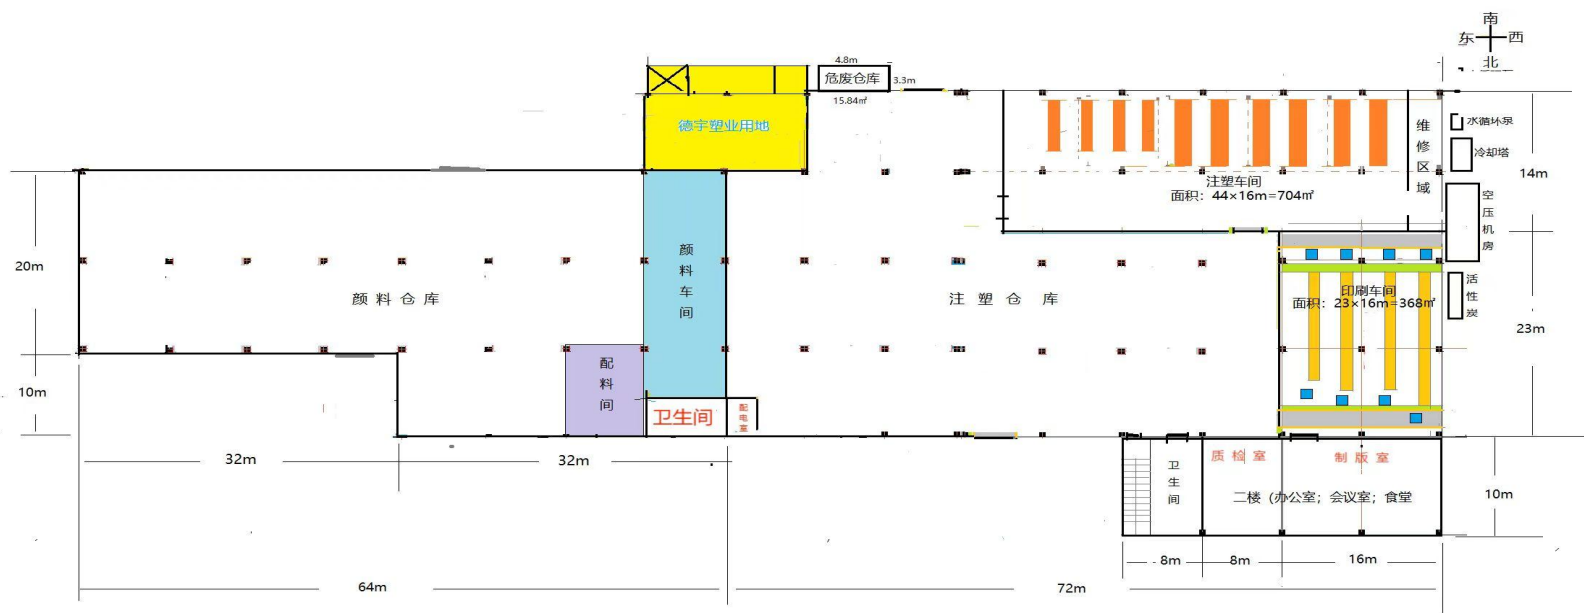 南
东 西
北
4.8m
危废仓库
3.3m
15.84㎡
德宇塑业用地
维修区域
水循环泵
冷却塔
注塑车间
面积：44×16m=704㎡
14m
空压机房
20m
颜料车间
颜料仓库
注塑仓库
活性炭
印刷车间
面积：23×16m=368㎡
23m
配料间
10m
卫生间
配电室
32m
32m
卫生间
质检室
制版室
二楼（办公室；会议室；食堂
10m
8m
8m
16m
64m
72m